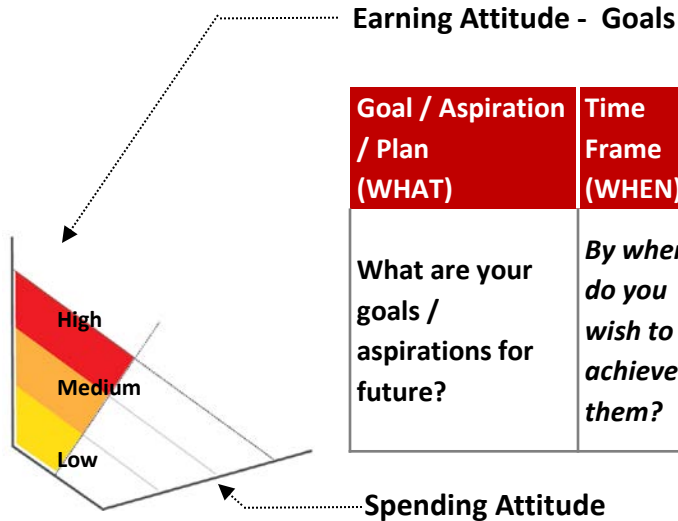 Earning Attitude - Goals
Goal / Aspiration
/ Plan
(WHAT)
Time
Frame
(WHEN)
What are your
goals /
aspirations for
future?
By when
do you
wish to
achieve
them?
High
Medium
Low
Spending Attitude